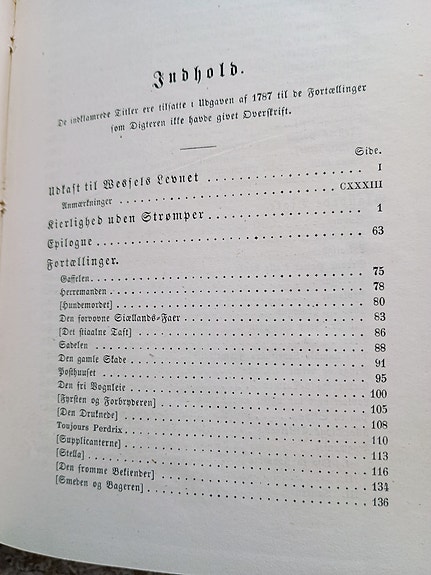 Indhold.
De indklamrede Titler ere tilsatte i Udgaven af 1787 til de Fortællinger
som Digteren ikke havde givet Overskrift.
Side.
Udkast til Wessels Levnet . . . . . . . . . . . . . . . I
Anmærkninger . . . . . . . . . . . . . . . CXXXIII
Kierlighed uden Strømper . . . . . . . . . . . . . . . 1
Epilogue . . . . . . . . . . . . . . . 63
Fortællinger.
Gaffelen . . . . . . . . . . . . . . . 75
Herremanden . . . . . . . . . . . . . . . 78
[Hundemordet] . . . . . . . . . . . . . . . 80
Den forvovne Siællands-Faer . . . . . . . . . . . . . . . 83
[Det stiaalne Taft] . . . . . . . . . . . . . . . 86
Sadelen . . . . . . . . . . . . . . . 88
Den gamle Skade . . . . . . . . . . . . . . . 91
Posthuuset . . . . . . . . . . . . . . . 95
Den fri Vognleie . . . . . . . . . . . . . . . 100
[Fyrsten og Forbryderen] . . . . . . . . . . . . . . . 105
[Den Druknede] . . . . . . . . . . . . . . . 108
Toujours Perdrix . . . . . . . . . . . . . . . 110
[Supplicanterne] . . . . . . . . . . . . . . . 113
[Stella] . . . . . . . . . . . . . . . 116
[Den fromme Bekiender] . . . . . . . . . . . . . . . 134
[Smeden og Bageren] . . . . . . . . . . . . . . . 136